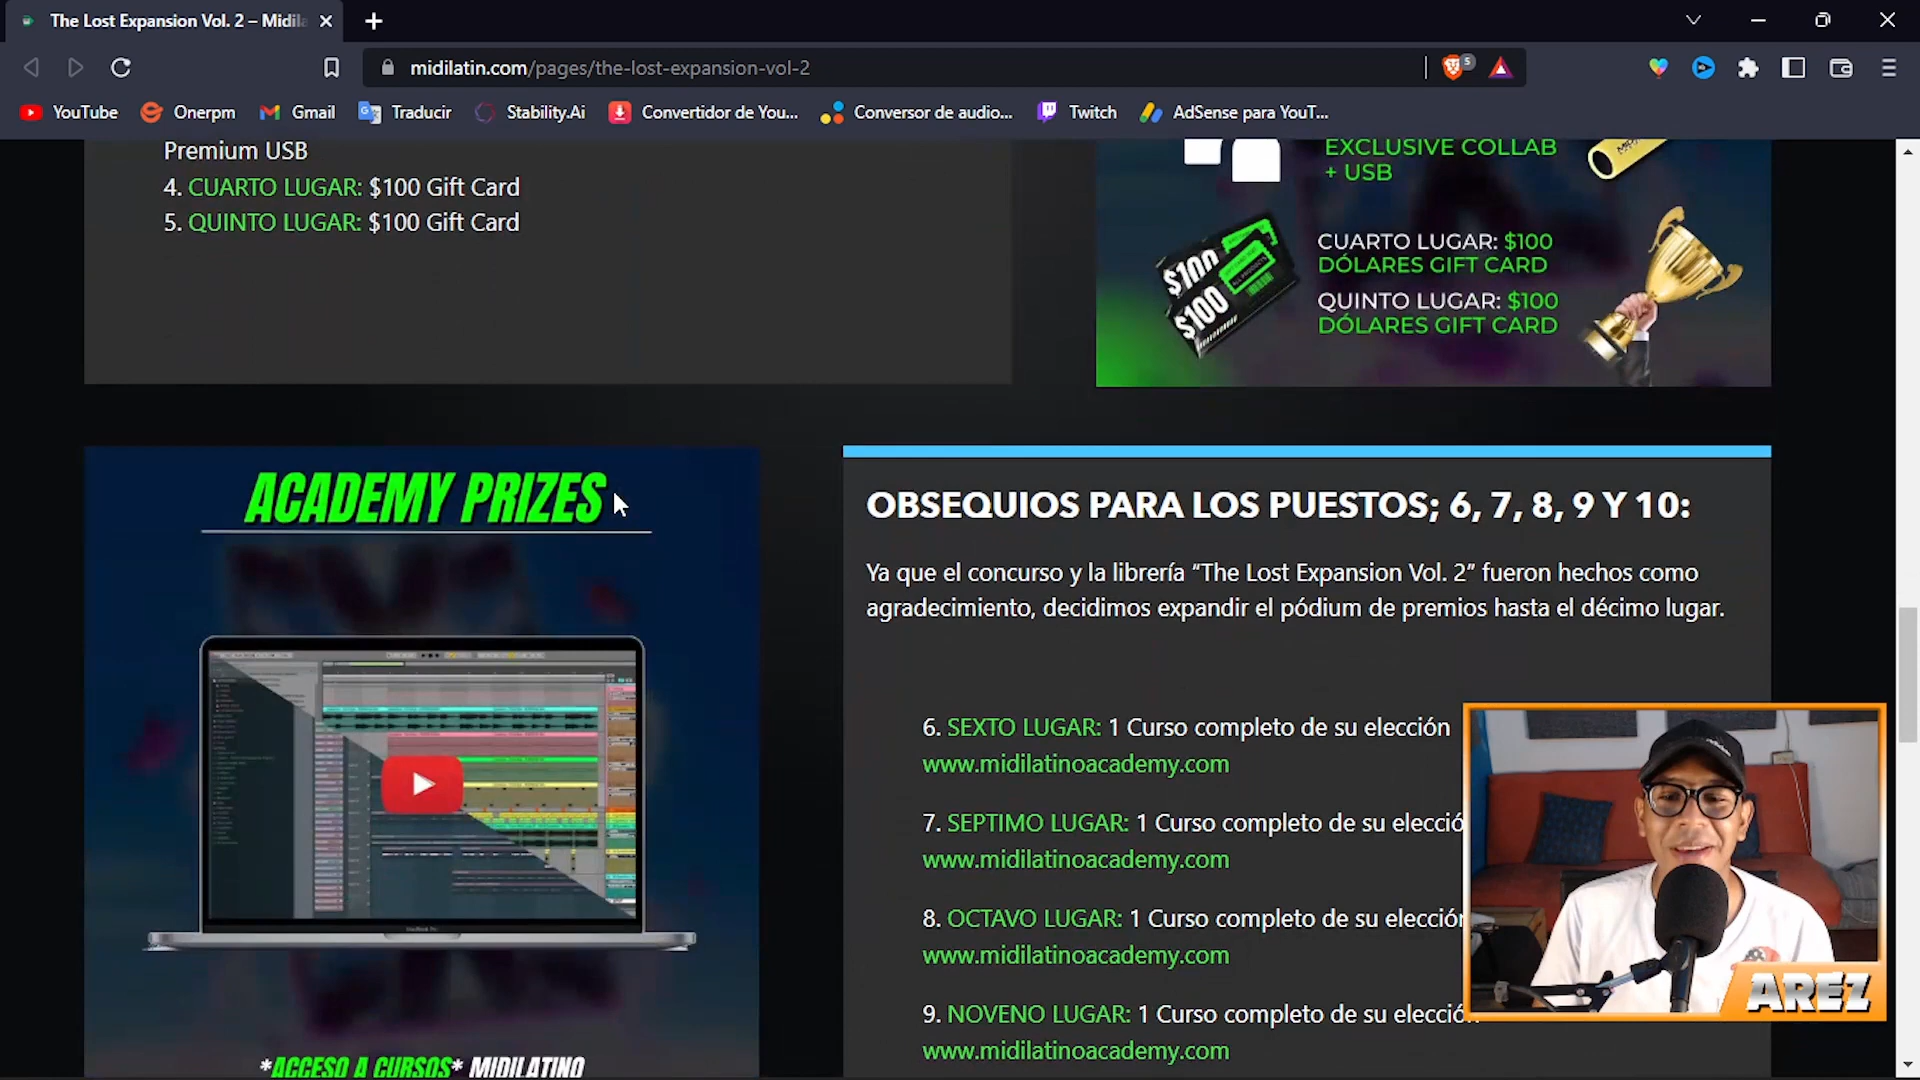 The Lost Expansion Vol. 2 – Midila
midilatin.com/pages/the-lost-expansion-vol-2
5
YouTube
Onerpm
Gmail
Traducir
Stability.Ai
Convertidor de You...
Conversor de audio...
Twitch
AdSense para YouT...
Premium USB
4. CUARTO LUGAR: $100 Gift Card
5. QUINTO LUGAR: $100 Gift Card
EXCLUSIVE COLLAB
+ USB
$100
$100
CUARTO LUGAR: $100
DÓLARES GIFT CARD
QUINTO LUGAR: $100
DÓLARES GIFT CARD
ACADEMY PRIZES
*ACCESO A CURSOS* MIDILATINO
OBSEQUIOS PARA LOS PUESTOS; 6, 7, 8, 9 Y 10:
Ya que el concurso y la librería “The Lost Expansion Vol. 2” fueron hechos como
agradecimiento, decidimos expandir el pódium de premios hasta el décimo lugar.
6. SEXTO LUGAR: 1 Curso completo de su elección
www.midilatinoacademy.com
7. SEPTIMO LUGAR: 1 Curso completo de su elecció
www.midilatinoacademy.com
8. OCTAVO LUGAR: 1 Curso completo de su elección
www.midilatinoacademy.com
9. NOVENO LUGAR: 1 Curso completo de su elección.
www.midilatinoacademy.com
AREZ